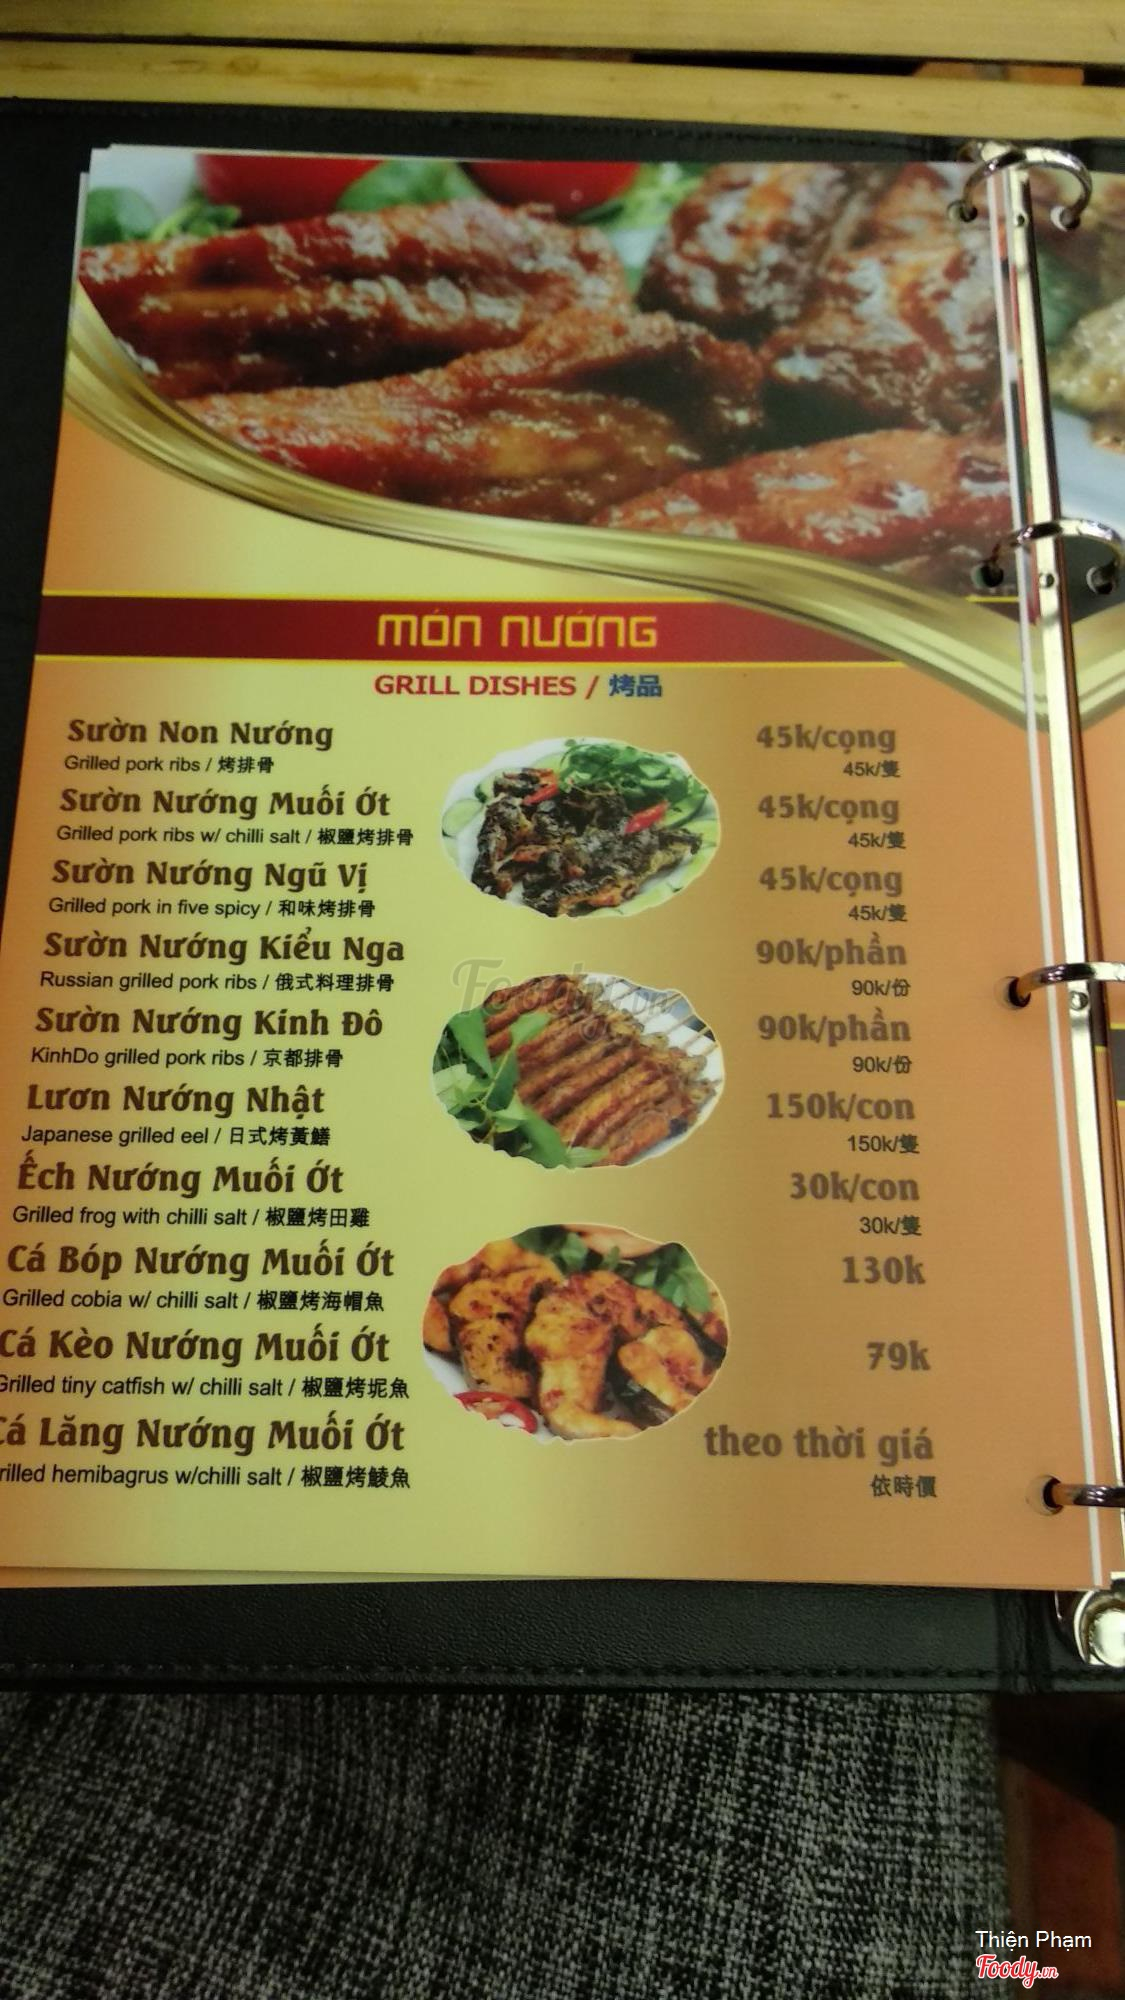 MÓN NƯỚNG
GRILL DISHES / 烤品
Sườn Non Nướng 45k/cọng
Grilled pork ribs / 烤排骨 45k/隻
Sườn Nướng Muối Ớt 45k/cọng
Grilled pork ribs w/ chilli salt / 椒鹽烤排骨 45k/隻
Sườn Nướng Ngũ Vị 45k/cọng
Grilled pork in five spicy / 和味烤排骨 45k/隻
Sườn Nướng Kiểu Nga 90k/phần
Russian grilled pork ribs / 俄式料理排骨 90k/份
Foody.vn
Sườn Nướng Kinh Đô 90k/phần
KinhDo grilled pork ribs / 京都排骨 90k/份
Lươn Nướng Nhật 150k/con
Japanese grilled eel / 日式烤黃鱔 150k/隻
Ếch Nướng Muối Ớt 30k/con
Grilled frog with chilli salt / 椒鹽烤田雞 30k/隻
Cá Bóp Nướng Muối Ớt 130k
Grilled cobia w/ chilli salt / 椒鹽烤海帽魚
Cá Kèo Nướng Muối Ớt 79k
Grilled tiny catfish w/ chilli salt / 椒鹽烤坭魚
Cá Lăng Nướng Muối Ớt theo thời giá
rilled hemibagrus w/chilli salt / 椒鹽烤鯪魚 依時價
Thiện Phạm
Foody.vn